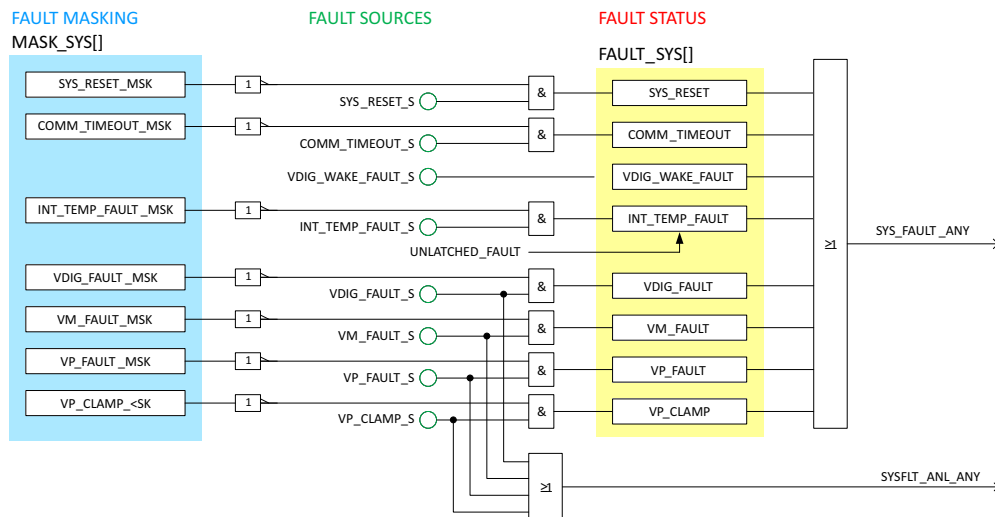 FAULT MASKING FAULT SOURCES FAULT STATUS
MASK_SYS[]
FAULT_SYS[]
SYS_RESET_MSK 1 & SYS_RESET
SYS_RESET_S
COMM_TIMEOUT_MSK 1 & COMM_TIMEOUT
COMM_TIMEOUT_S
VDIG_WAKE_FAULT_S VDIG_WAKE_FAULT
INT_TEMP_FAULT _MSK 1 & INT_TEMP_FAULT
INT_TEMP_FAULT_S
SYS_FAULT _ANY
≥1
UNLATCHED_FAULT
VDIG_FAULT _MSK 1 & VDIG_FAULT
VDIG_FAULT_S
VM_FAULT_MSK 1 & VM_FAULT
VM_FAULT_S
VP_FAULT _MSK 1 & VP_FAULT
VP_FAULT_S
VP_CLAMP_<SK 1 & VP_CLAMP
VP_CLAMP_S
SYSFLT_ANL_ANY
≥1